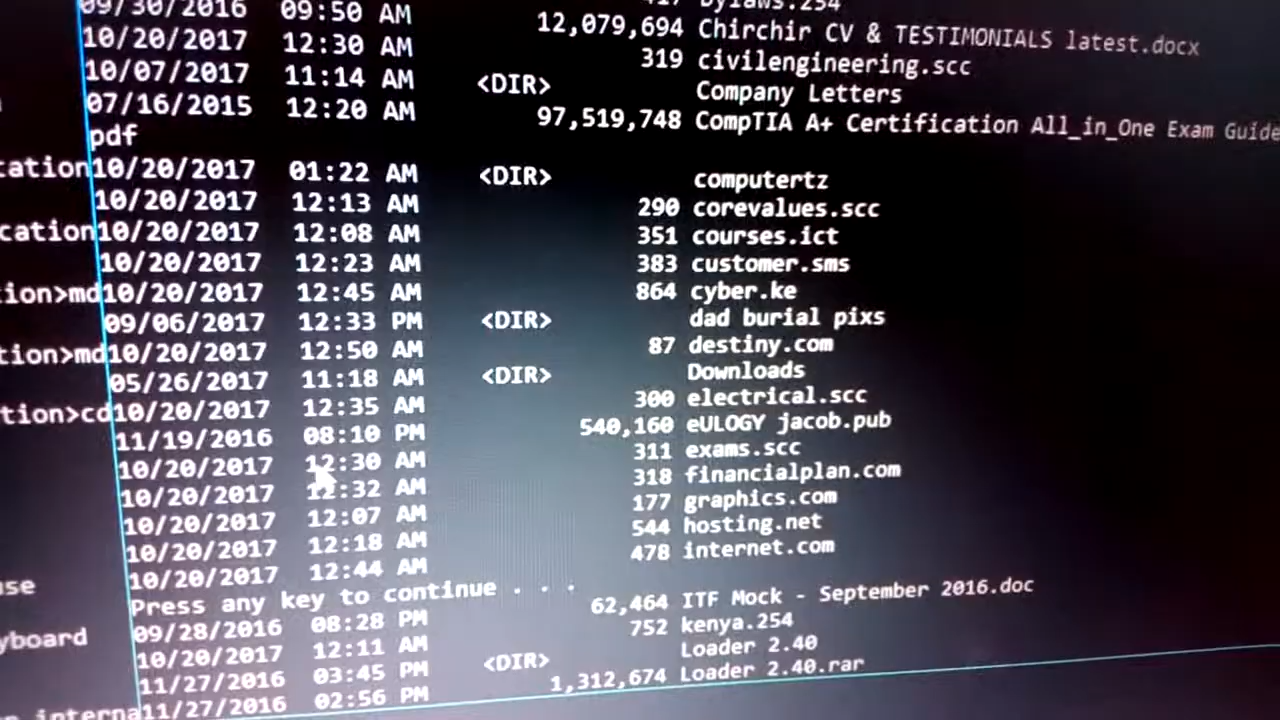 bylaws.254
09/30/2016 09:50 AM 12,079,694 Chirchir CV & TESTIMONIALS latest.docx
10/20/2017 12:30 AM 319 civilengineering.scc
10/07/2017 11:14 AM <DIR> Company Letters
07/16/2015 12:20 AM 97,519,748 CompTIA A+ Certification All_in_One Exam Guide
pdf
cation10/20/2017 01:22 AM <DIR> computertz
10/20/2017 12:13 AM 290 corevalues.scc
cation10/20/2017 12:08 AM 351 courses.ict
10/20/2017 12:23 AM 383 customer.sms
ion>md10/20/2017 12:45 AM 864 cyber.ke
09/06/2017 12:33 PM <DIR> dad burial pixs
tion>md10/20/2017 12:50 AM 87 destiny.com
05/26/2017 11:18 AM <DIR> Downloads
tion>cd10/20/2017 12:35 AM 300 electrical.scc
11/19/2016 08:10 PM 540,160 eULOGY jacob.pub
10/20/2017 12:30 AM 311 exams.scc
10/20/2017 12:32 AM 318 financialplan.com
10/20/2017 12:07 AM 177 graphics.com
10/20/2017 12:18 AM 544 hosting.net
10/20/2017 12:44 AM 478 internet.com
se Press any key to continue . . .
09/28/2016 08:28 PM 62,464 ITF Mock - September 2016.doc
yboard 10/20/2017 12:11 AM 752 kenya.254
11/27/2016 03:45 PM <DIR> Loader 2.40
interna11/27/2016 02:56 PM 1,312,674 Loader 2.40.rar